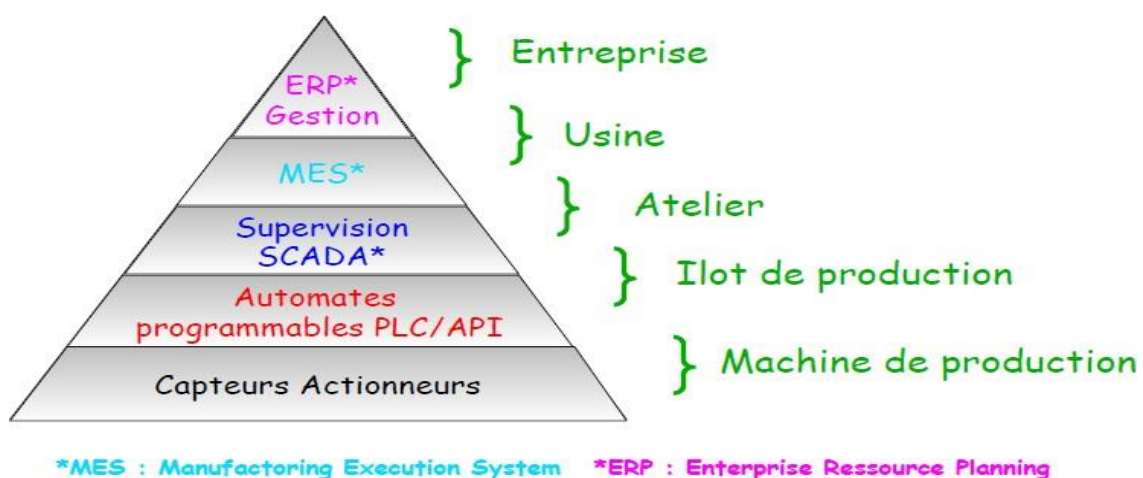 ERP*
Gestion
Entreprise
MES*
Usine
Supervision
SCADA*
Atelier
Automates
programmables PLC/API
Ilot de production
Capteurs Actionneurs
Machine de production
*MES : Manufactoring Execution System *ERP : Enterprise Ressource Planning